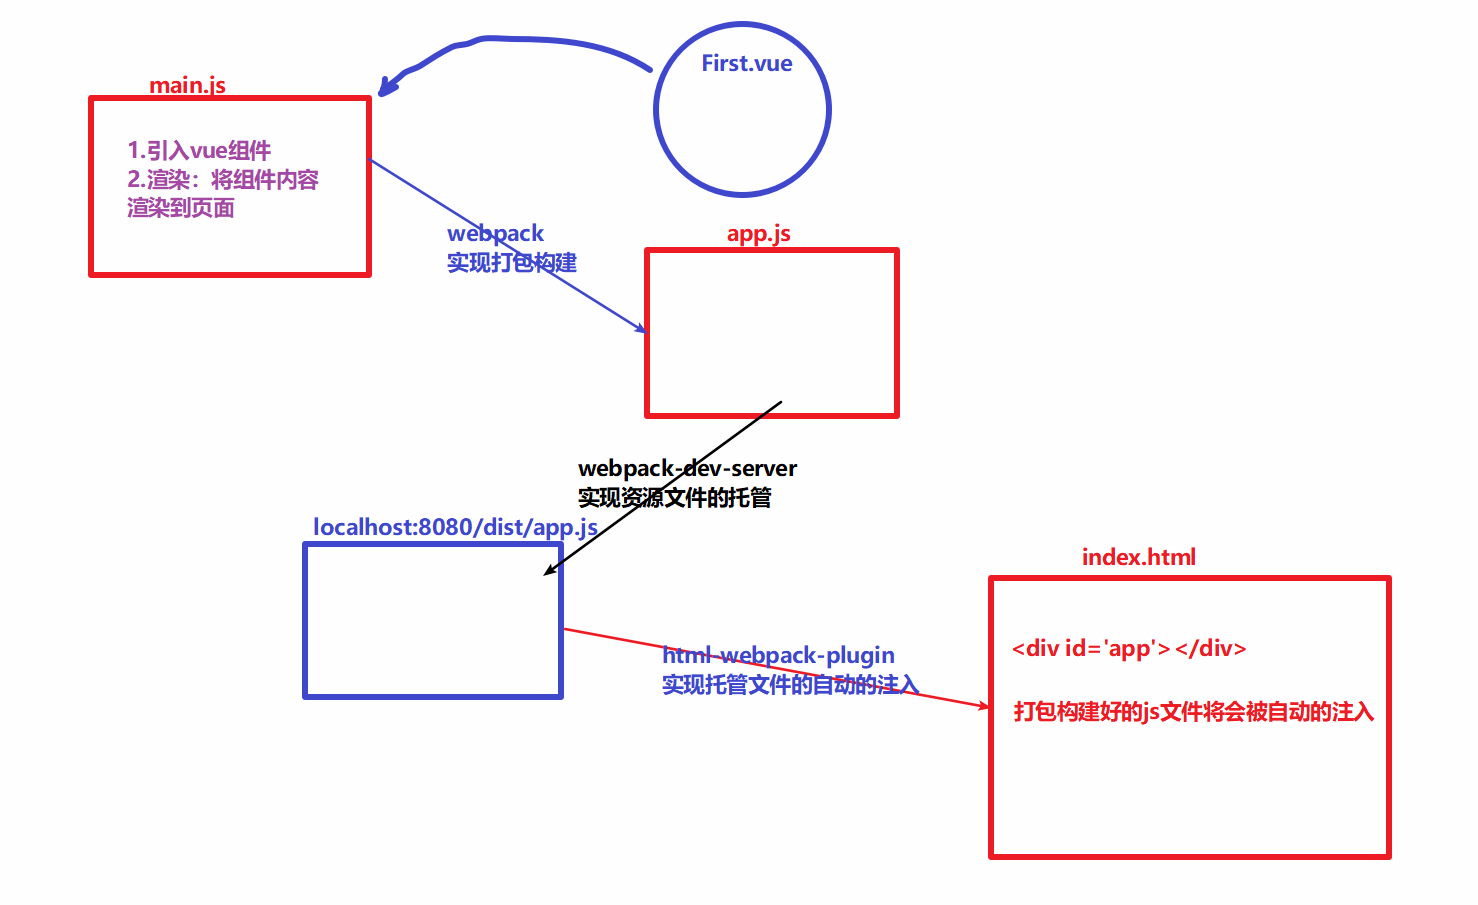 First.vue
main.js
1.引入vue组件
2.渲染：将组件内容
渲染到页面
webpack
实现打包构建
app.js
webpack-dev-server
实现资源文件的托管
localhost:8080/dist/app.js
index.html
<div id='app'></div>
html-webpack-plugin
实现托管文件的自动的注入
打包构建好的js文件将会被自动的注入